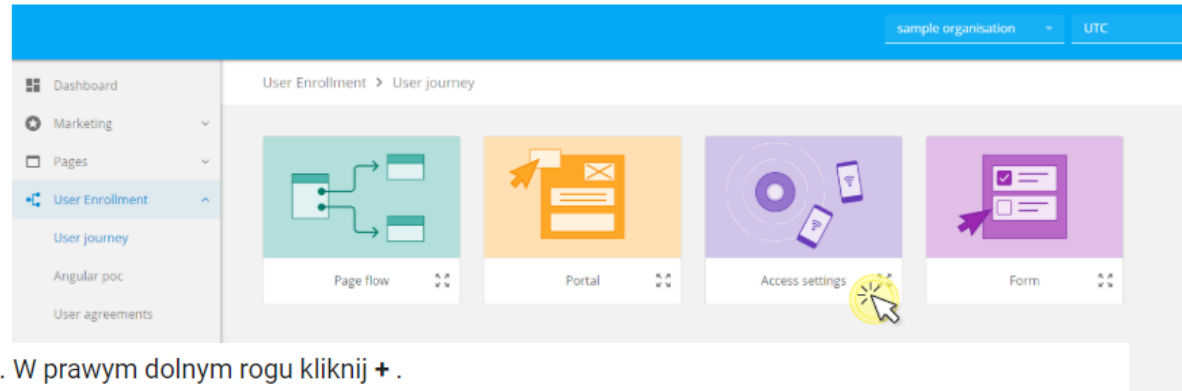 sample organisation UTC
Dashboard
User Enrollment > User journey
Marketing
Pages
User Enrollment
User journey
Angular poc
User agreements
Page flow
Portal
Access settings
Form
. W prawym dolnym rogu kliknij + .